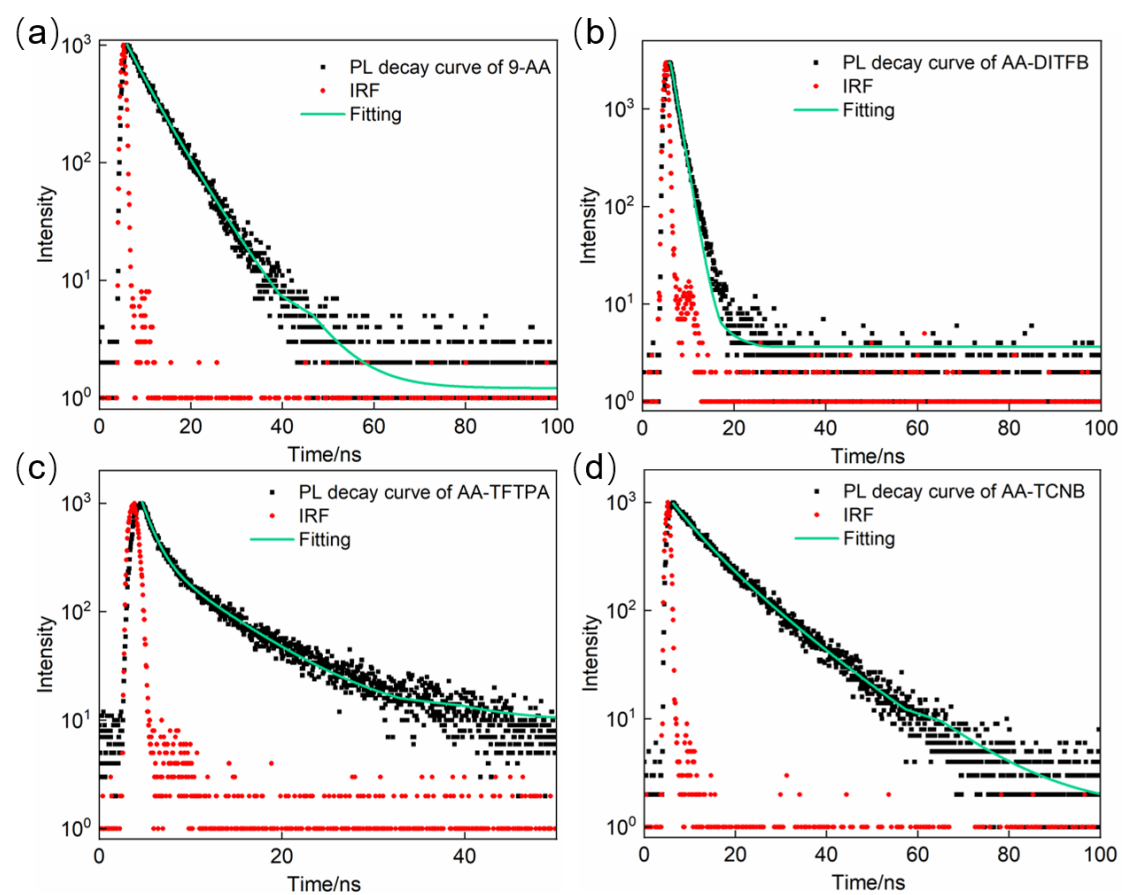 (a)
10³
10²
10¹
10⁰
Intensity
PL decay curve of 9-AA
IRF
Fitting
0 20 40 60 80 100
Time/ns
(b)
10³
10²
10¹
10⁰
Intensity
PL decay curve of AA-DITFB
IRF
Fitting
0 20 40 60 80 100
Time/ns
(c)
10³
10²
10¹
10⁰
Intensity
PL decay curve of AA-TFTPA
IRF
Fitting
0 20 40
Time/ns
(d)
10³
10²
10¹
10⁰
Intensity
PL decay curve of AA-TCNB
IRF
Fitting
0 20 40 60 80 100
Time/ns